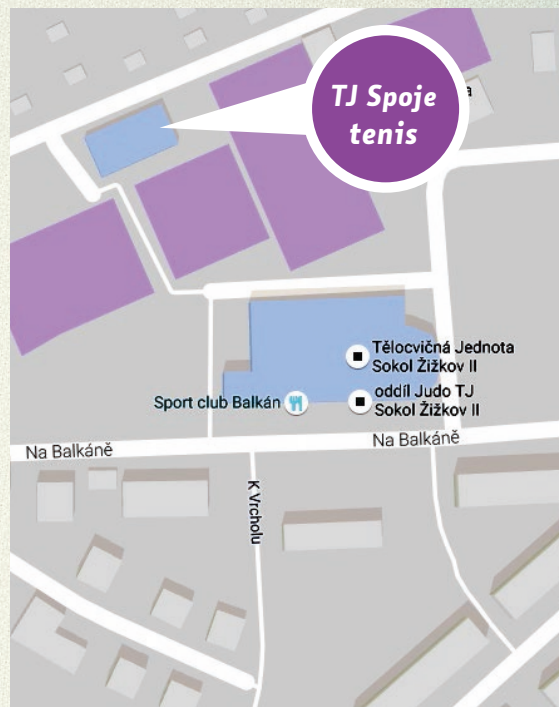 TJ Spoje
tenis
Tělocvičná Jednota
Sokol Žižkov II
Sport club Balkán
oddíl Judo TJ
Sokol Žižkov II
Na Balkáně
Na Balkáně
K Vrcholu